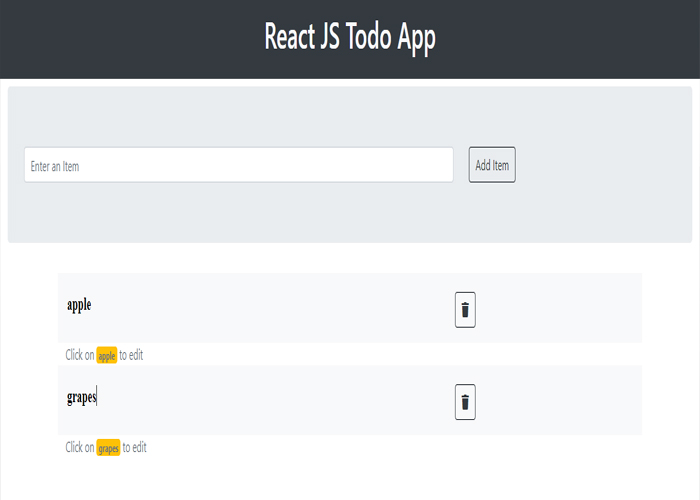 React JS Todo App
Enter an Item
Add Item
apple
Click on apple to edit
grapes
Click on grapes to edit